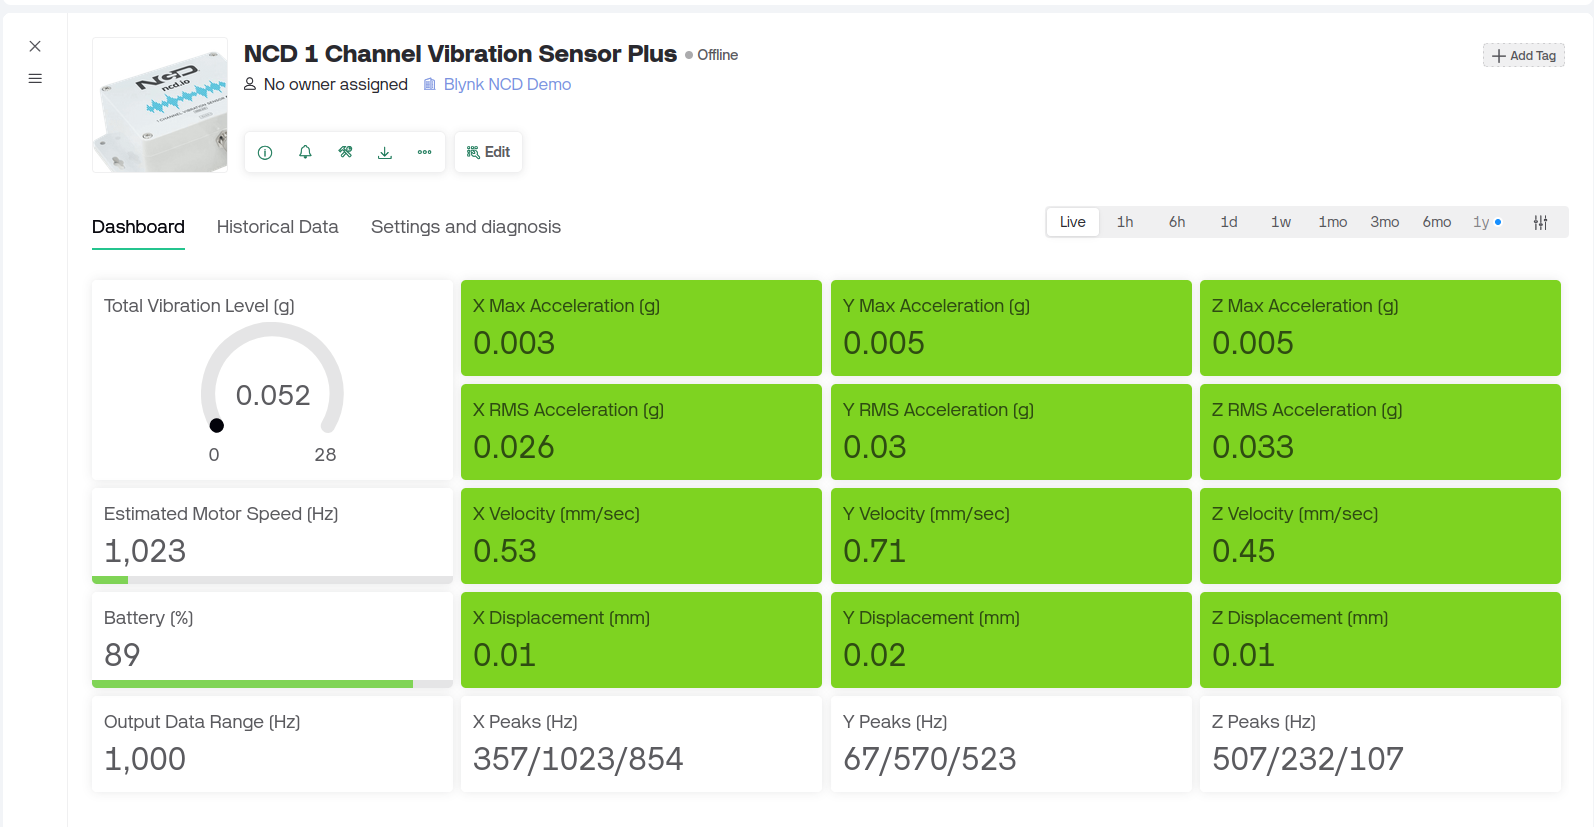 NCD 1 Channel Vibration Sensor Plus
Offline
Add Tag
No owner assigned
Blynk NCD Demo
NCD
ncd.io
Edit
Dashboard
Historical Data
Settings and diagnosis
Live
1h
6h
1d
1w
1mo
3mo
6mo
1y
Total Vibration Level (g)
0.052
0
28
X Max Acceleration (g)
0.003
Y Max Acceleration (g)
0.005
Z Max Acceleration (g)
0.005
X RMS Acceleration (g)
0.026
Y RMS Acceleration (g)
0.03
Z RMS Acceleration (g)
0.033
Estimated Motor Speed (Hz)
1,023
X Velocity (mm/sec)
0.53
Y Velocity (mm/sec)
0.71
Z Velocity (mm/sec)
0.45
Battery (%)
89
X Displacement (mm)
0.01
Y Displacement (mm)
0.02
Z Displacement (mm)
0.01
Output Data Range (Hz)
1,000
X Peaks (Hz)
357/1023/854
Y Peaks (Hz)
67/570/523
Z Peaks (Hz)
507/232/107